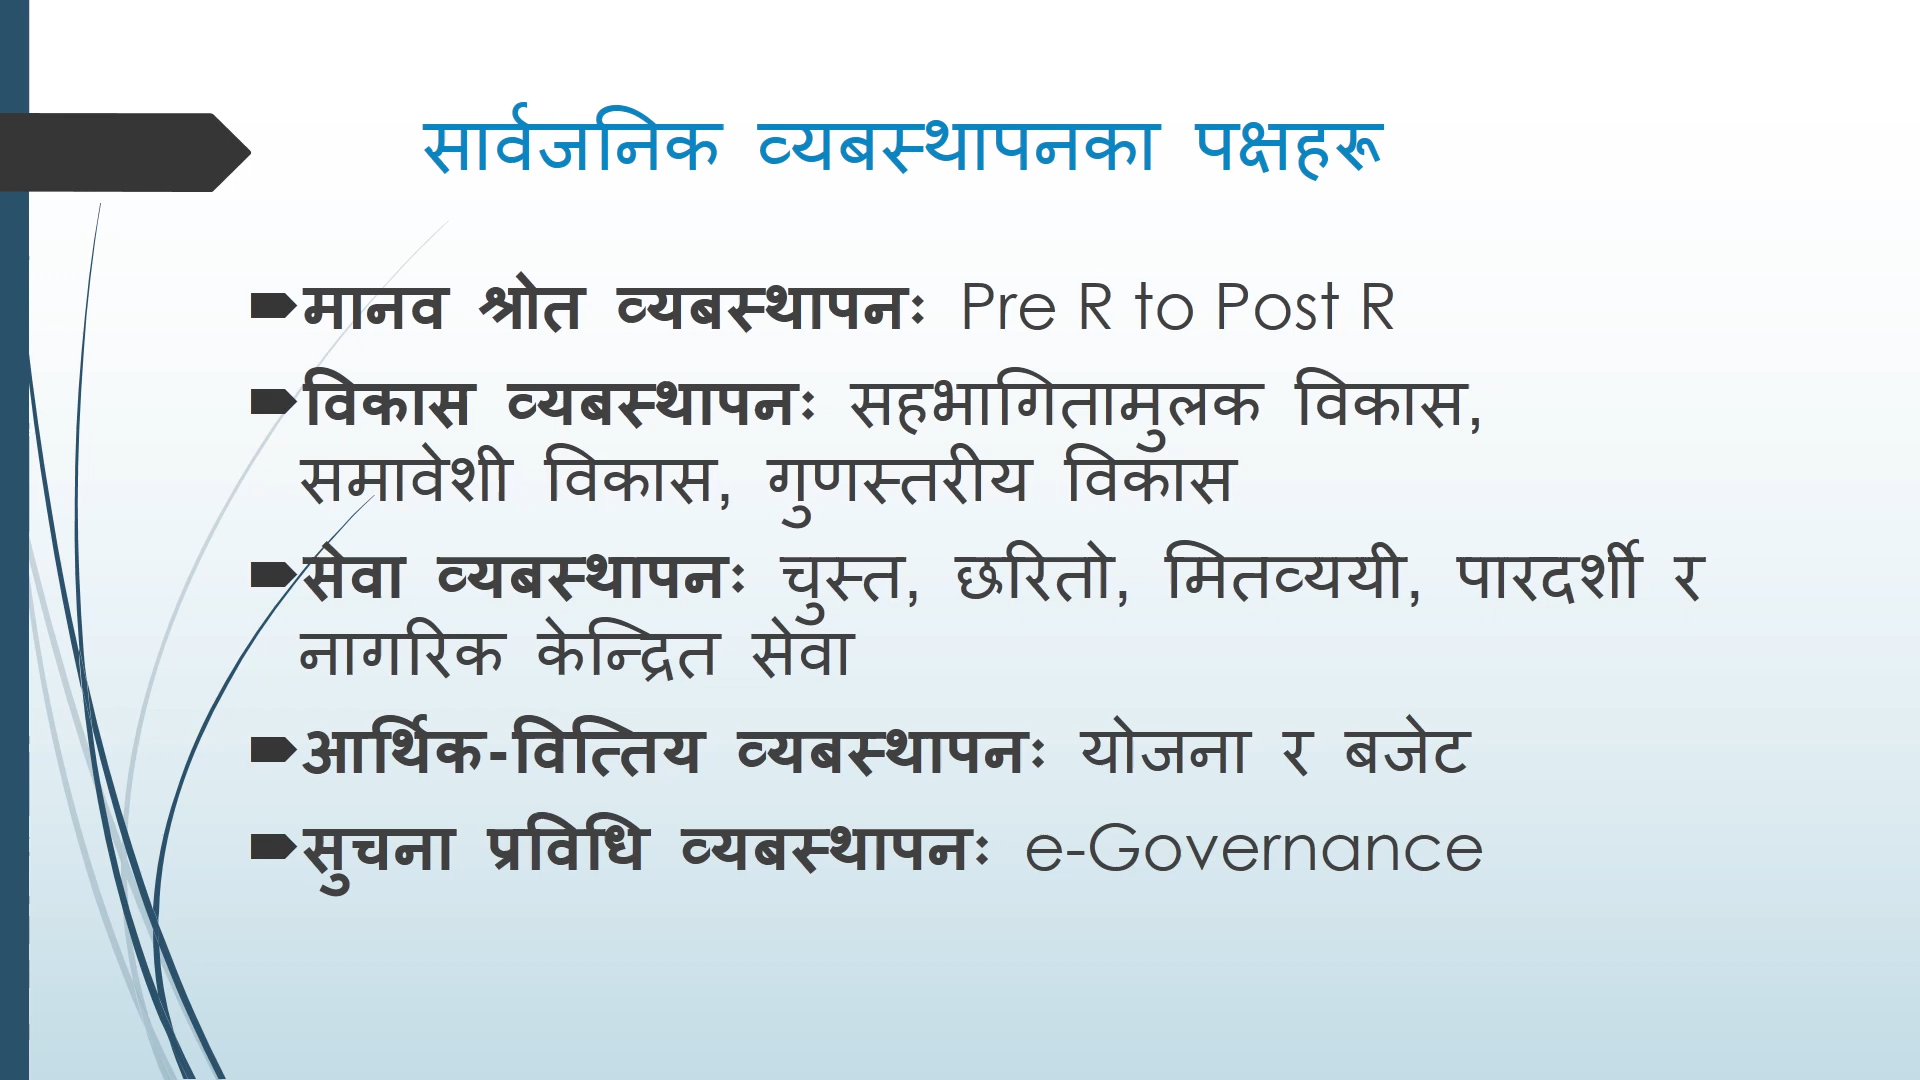 सार्वजनिक व्यबस्थापनका पक्षहरू
मानव श्रोत व्यबस्थापनः Pre R to Post R
विकास व्यबस्थापनः सहभागितामुलक विकास,
समावेशी विकास, गुणस्तरीय विकास
सेवा व्यबस्थापनः चुस्त, छरितो, मितव्ययी, पारदर्शी र
नागरिक केन्द्रित सेवा
आर्थिक-वित्तिय व्यबस्थापनः योजना र बजेट
सुचना प्रविधि व्यबस्थापनः e-Governance